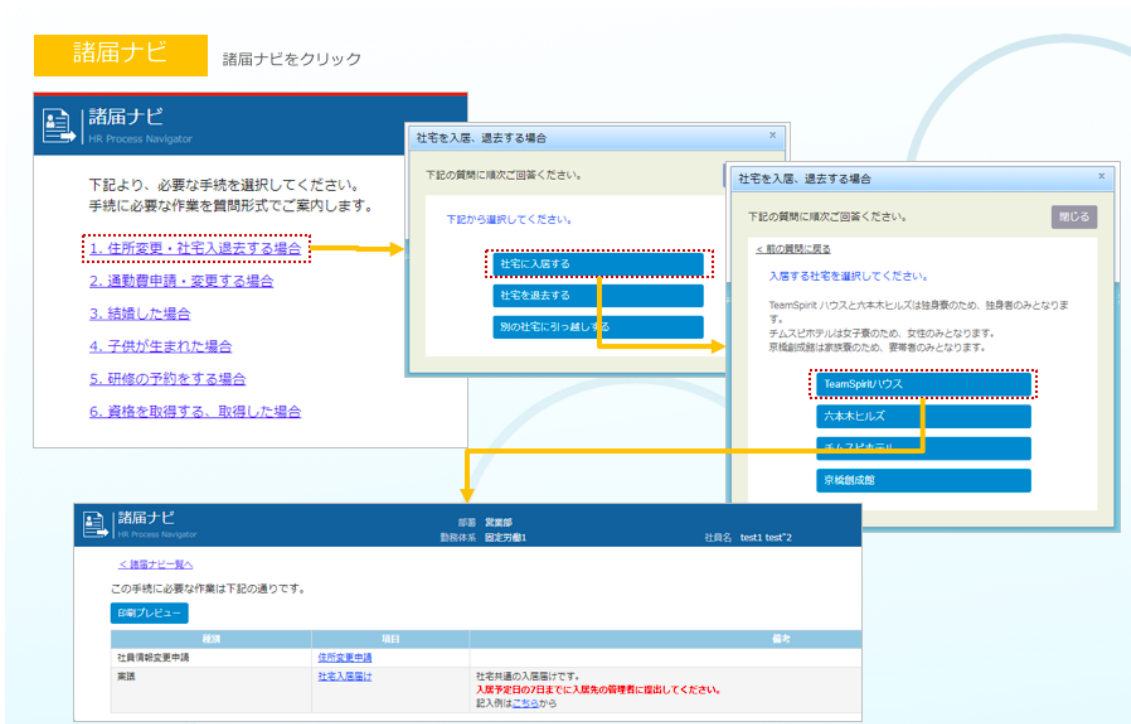 諸届ナビ
諸届ナビをクリック
諸届ナビ
HR Process Navigator
下記より、必要な手続を選択してください。
手続に必要な作業を質問形式でご案内します。
1. 住所変更・社宅入退去する場合
2. 通勤費申請・変更する場合
3. 結婚した場合
4. 子供が生まれた場合
5. 研修の予約をする場合
6. 資格を取得する、取得した場合
社宅を入居、退去する場合
x
下記の質問に順次ご回答ください。
下記から選択してください。
社宅に入居する
社宅を退去する
別の社宅に引っ越しする
社宅を入居、退去する場合
x
下記の質問に順次ご回答ください。
閉じる
< 前の質問に戻る
入居する社宅を選択してください。
TeamSpirit ハウスと六本木ヒルズは独身寮のため、独身者のみとなりま
す。
チムスピホテルは女子寮のため、女性のみとなります。
京橋創成館は家族寮のため、妻帯者のみとなります。
TeamSpiritハウス
六本木ヒルズ
チムスピホテル
京橋創成館
諸届ナビ
HR Process Navigator
部署 営業部
勤務体系 固定労働1
社員名 test1 test"2
< 諸届ナビ一覧へ
この手続に必要な作業は下記の通りです。
印刷プレビュー
種別 項目 備考
社員情報変更申請 住所変更申請
稟議 社宅入居届け 社宅共通の入居届けです。
入居予定日の7日までに入居先の管理者に提出してください。
記入例はこちらから